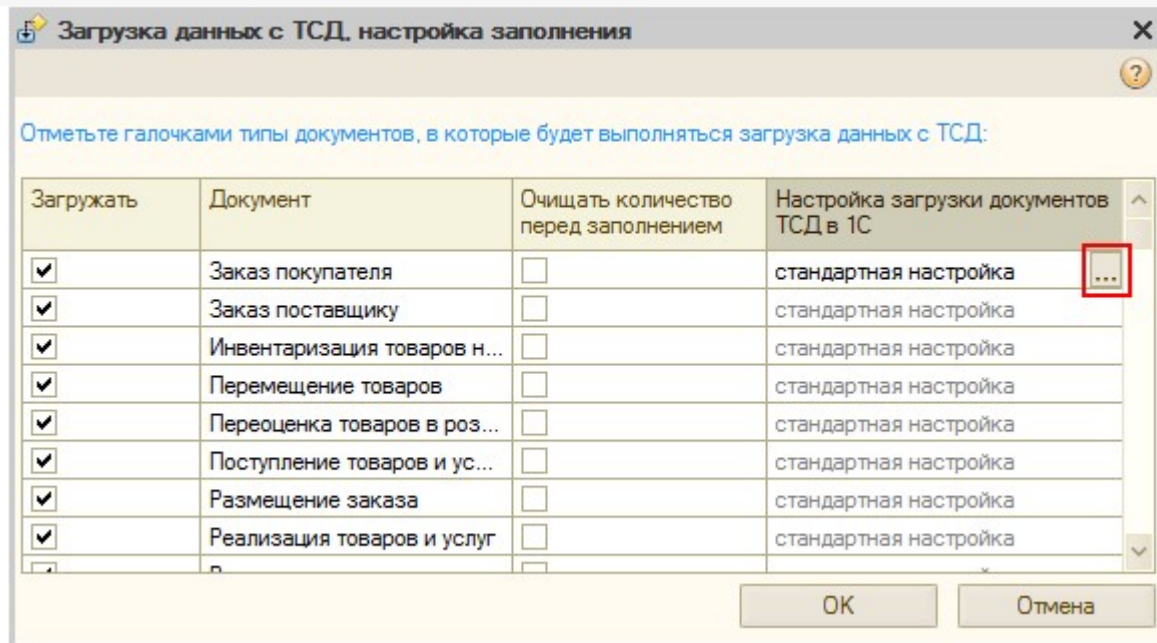 Загрузка данных с ТСД, настройка заполнения
?
Отметьте галочками типы документов, в которые будет выполняться загрузка данных с ТСД:
Загружать Документ Очищать количество перед заполнением Настройка загрузки документов ТСД в 1С
Заказ покупателя стандартная настройка ...
Заказ поставщику стандартная настройка
Инвентаризация товаров н... стандартная настройка
Перемещение товаров стандартная настройка
Переоценка товаров в роз... стандартная настройка
Поступление товаров и ус... стандартная настройка
Размещение заказа стандартная настройка
Реализация товаров и услуг стандартная настройка
OK Отмена